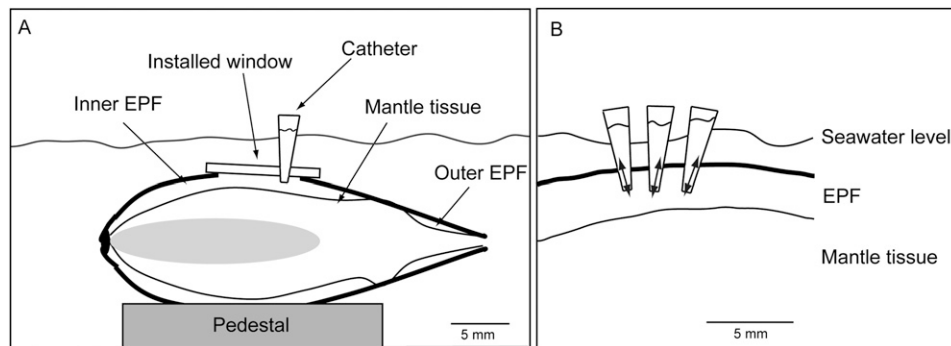 A
Catheter
Installed window
Inner EPF
Mantle tissue
Outer EPF
Pedestal
5 mm
B
Seawater level
EPF
Mantle tissue
5 mm